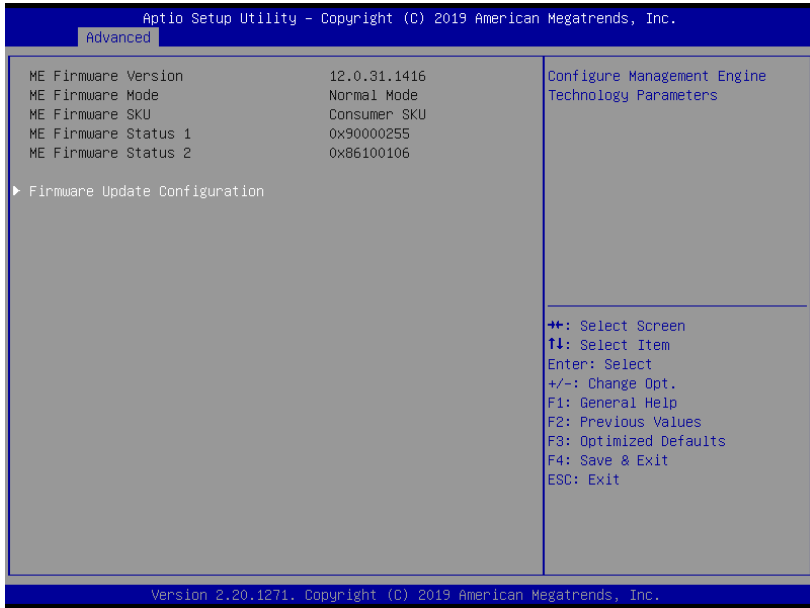 Aptio Setup Utility – Copyright (C) 2019 American Megatrends, Inc.
Advanced
ME Firmware Version 12.0.31.1416
ME Firmware Mode Normal Mode
ME Firmware SKU Consumer SKU
ME Firmware Status 1 0x90000255
ME Firmware Status 2 0x86100106
▶ Firmware Update Configuration
Configure Management Engine
Technology Parameters
→←: Select Screen
↑↓: Select Item
Enter: Select
+/-: Change Opt.
F1: General Help
F2: Previous Values
F3: Optimized Defaults
F4: Save & Exit
ESC: Exit
Version 2.20.1271. Copyright (C) 2019 American Megatrends, Inc.